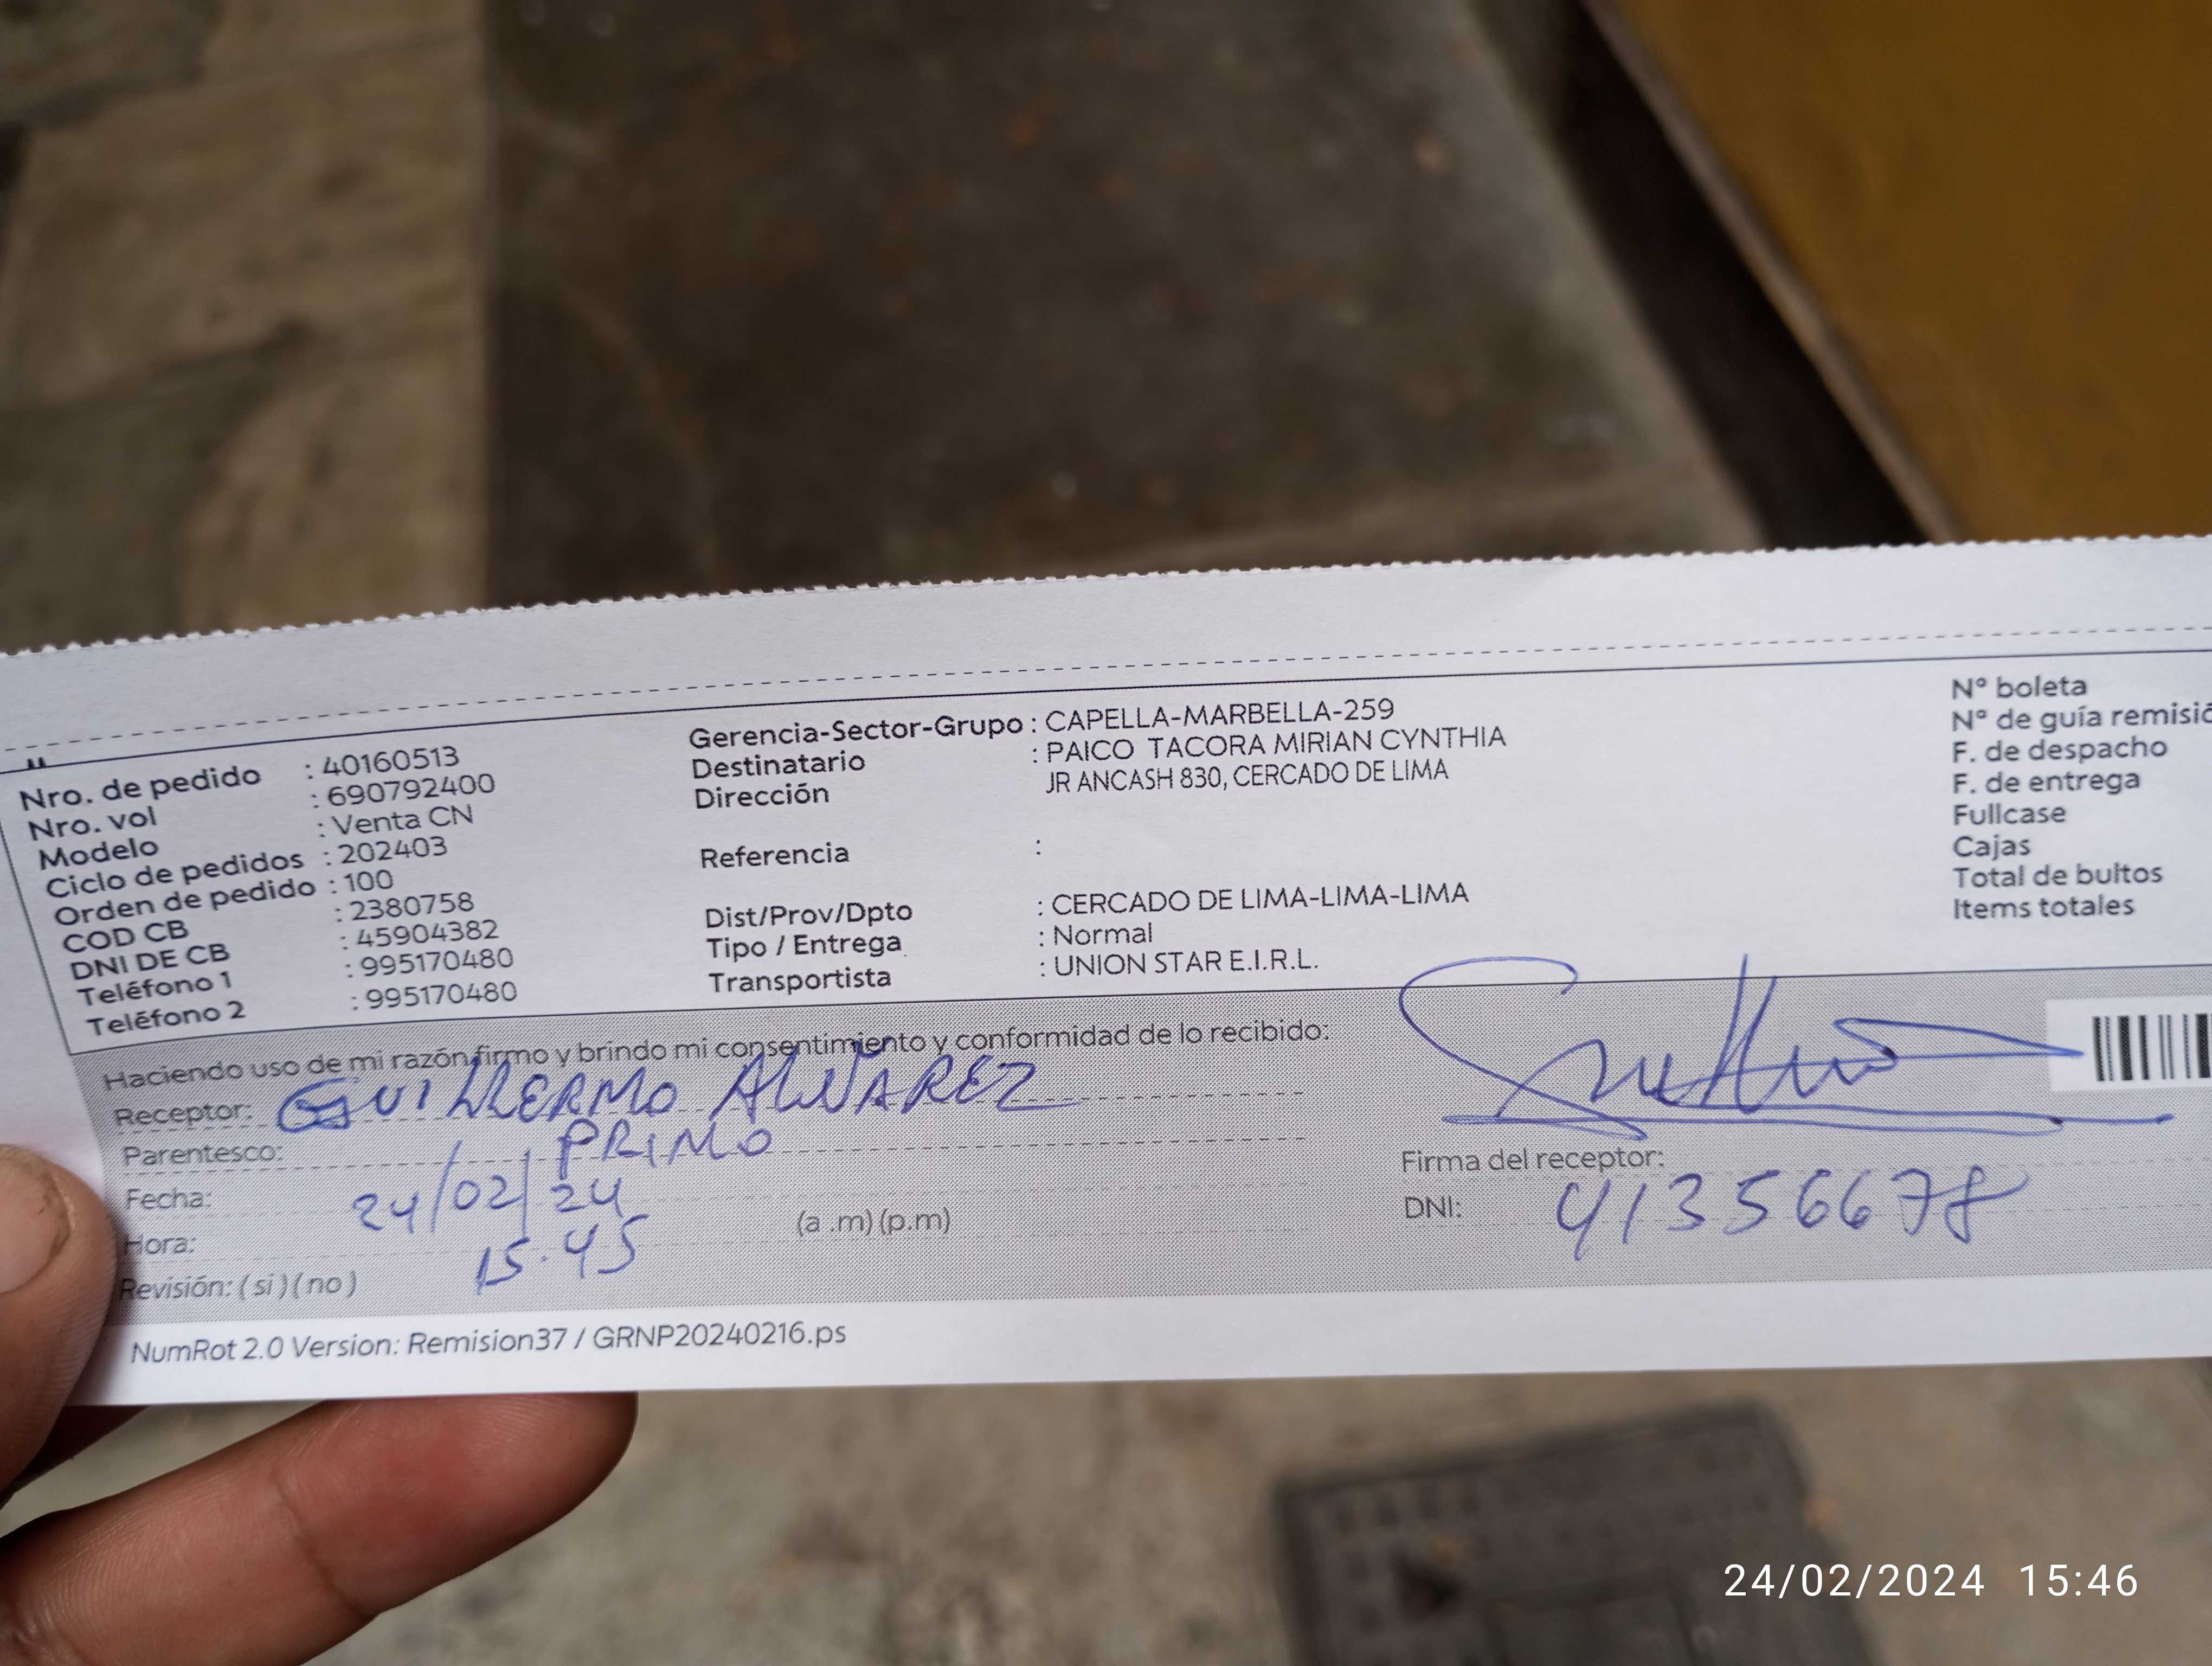 Nro. de pedido : 40160513
Nro. vol : 690792400
Modelo : Venta CN
Ciclo de pedidos : 202403
Orden de pedido : 100
COD CB : 2380758
DNI DE CB : 45904382
Teléfono 1 : 995170480
Teléfono 2 : 995170480
Gerencia-Sector-Grupo : CAPELLA-MARBELLA-259
Destinatario : PAICO TACORA MIRIAN CYNTHIA
Dirección JR ANCASH 830, CERCADO DE LIMA
Referencia :
Dist/Prov/Dpto : CERCADO DE LIMA-LIMA-LIMA
Tipo / Entrega : Normal
Transportista : UNION STAR E.I.R.L.
Nº boleta
Nº de guía remisió
F. de despacho
F. de entrega
Fullcase
Cajas
Total de bultos
Items totales
Haciendo uso de mi razón firmo y brindo mi consentimiento y conformidad de lo recibido:
Receptor: GUILLERMO ALVAREZ
Parentesco: PRIMO
Fecha: 24/02/24
Hora: 15.45 (a .m) (p.m)
Revisión: ( si ) ( no )
Firma del receptor:
DNI: 41356678
NumRot 2.0 Version: Remision37 / GRNP20240216.ps
24/02/2024 15:46